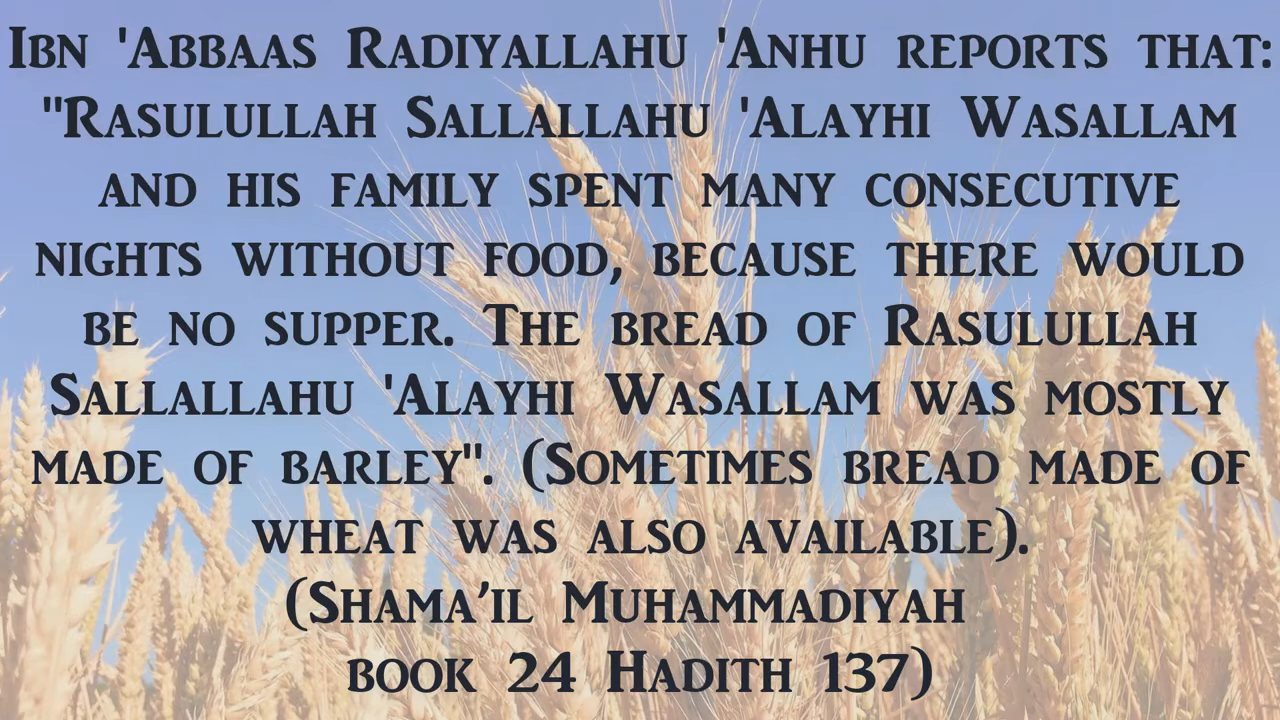 Ibn 'Abbaas Radiyallahu 'Anhu reports that:
"Rasulullah Sallallahu 'Alayhi Wasallam
and his family spent many consecutive
nights without food, because there would
be no supper. The bread of Rasulullah
Sallallahu 'Alayhi Wasallam was mostly
made of barley". (Sometimes bread made of
wheat was also available).
(Shama’il Muhammadiyah
book 24 Hadith 137)